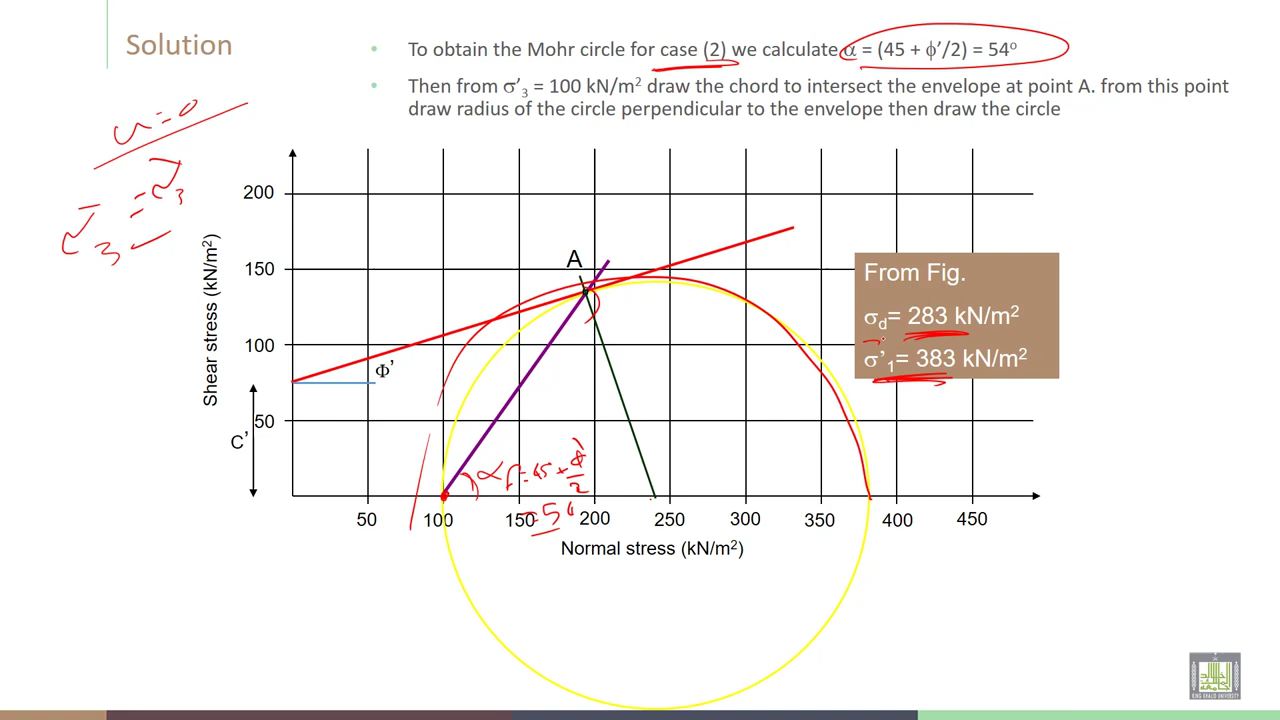 Solution
• To obtain the Mohr circle for case (2) we calculate α = (45 + ϕ'/2) = 54°
• Then from σ'₃ = 100 kN/m² draw the chord to intersect the envelope at point A. from this point
draw radius of the circle perpendicular to the envelope then draw the circle
u=0
σ̄₃ = σ₃
Shear stress (kN/m²)
200
150
100
50
A
Φ'
C'
From Fig.
σd= 283 kN/m²
σ'₁= 383 kN/m²
50
100
150
200
250
300
350
400
450
Normal stress (kN/m²)
KING KHALID UNIVERSITY